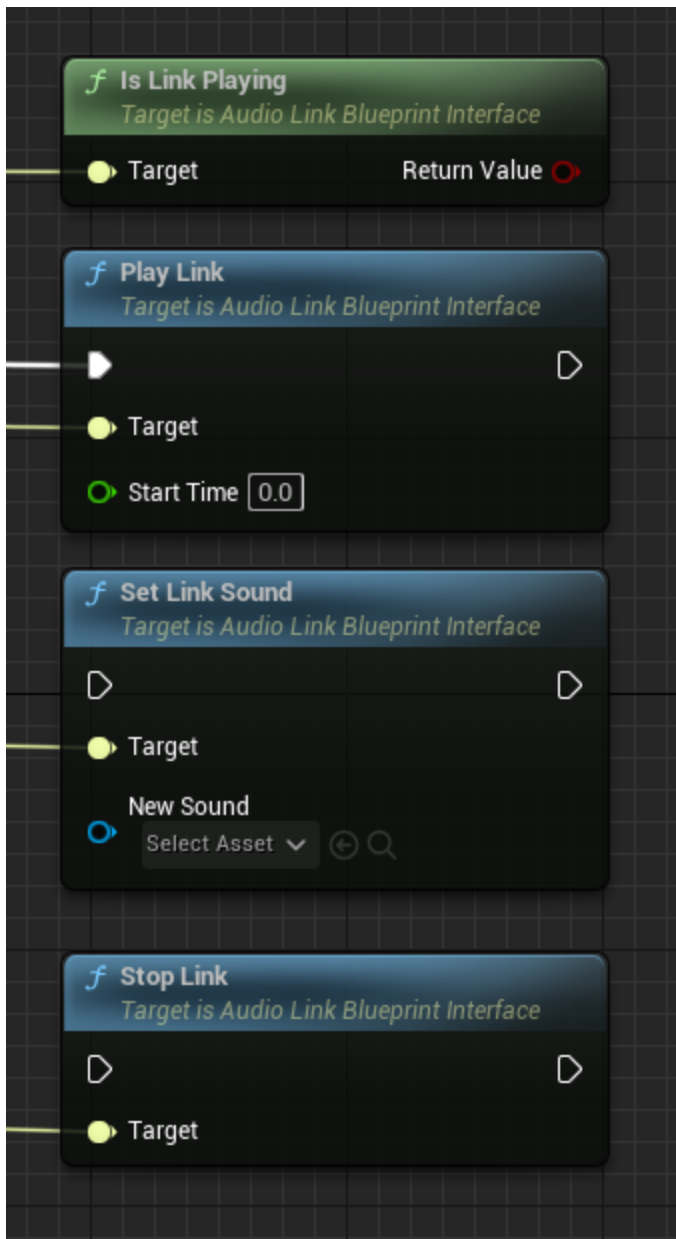 f Is Link Playing
Target is Audio Link Blueprint Interface
Target Return Value
f Play Link
Target is Audio Link Blueprint Interface
Target
Start Time 0.0
f Set Link Sound
Target is Audio Link Blueprint Interface
Target
New Sound
Select Asset
f Stop Link
Target is Audio Link Blueprint Interface
Target